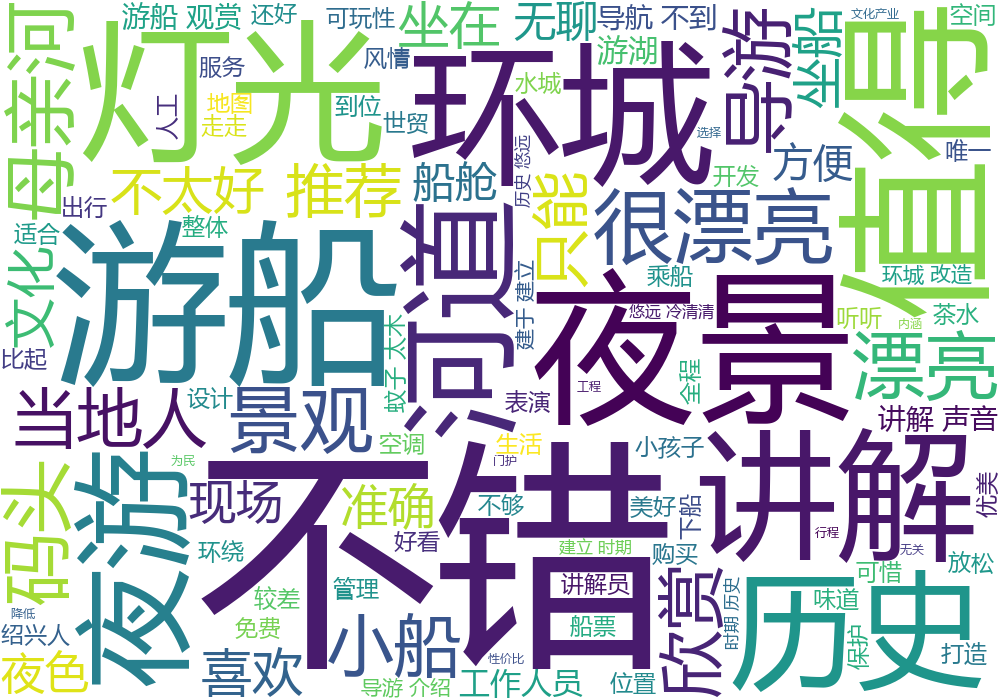 游船 观赏
还好
可玩性
坐在
无聊
导航 不到
文化产业
空间
母亲河
灯光
服务
风情
环城
游湖
导游
坐船
值得
人工
地图
走走
到位
世贸
水城
选择
唯一
不太好
推荐
船舱
历史 悠远
只能
很漂亮
开发
方便
出行
适合
整体
文化
游船
河道
建于 建立
夜景
乘船
悠远 冷清清
环城 改造
听听
茶水
内涵
漂亮
比起
设计
蚊子 太木
工程
全程
当地人
景观
表演
讲解 声音
空调
生活
小孩子
为民
门护
码头
夜游
现场
准确
不错
不够
美好
下船
讲解
优美
行程
好看
环绕
建立 时期
购买
无关
放松
可惜
降低
绍兴人
较差
管理
讲解员
欣赏
时期 历史
历史
味道
免费
小船
船票
保护
打造
夜色
喜欢
导游 介绍
工作人员
性价比
位置